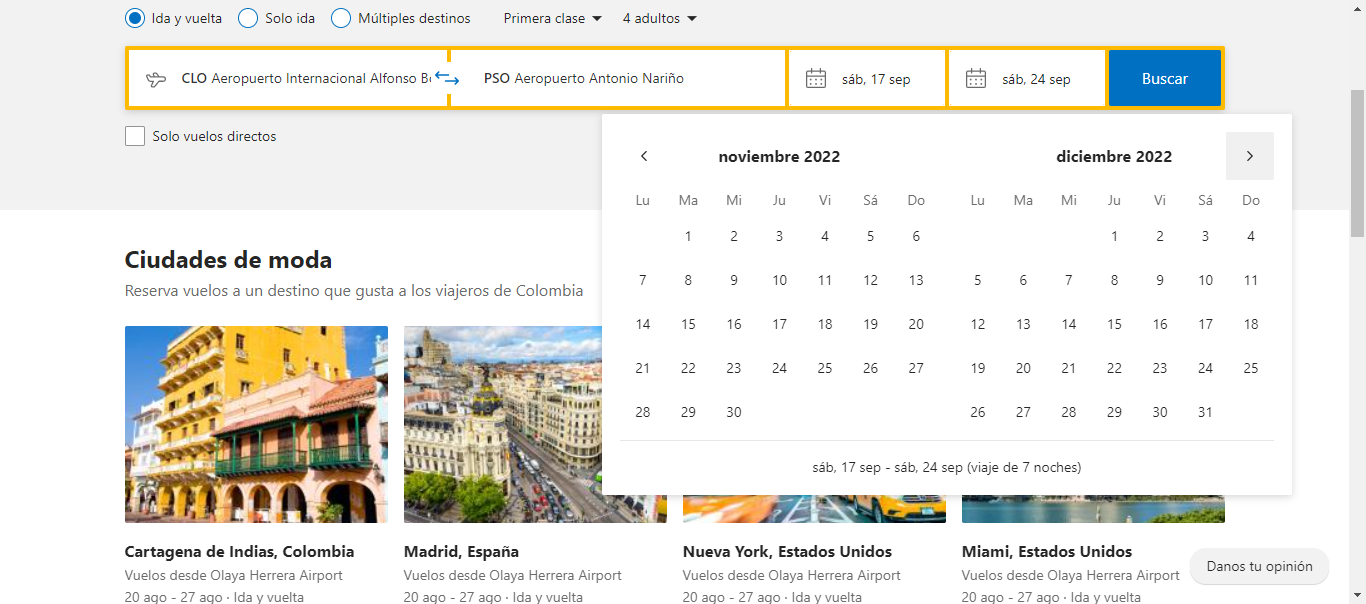 Ida y vuelta Solo ida Múltiples destinos Primera clase 4 adultos
CLO Aeropuerto Internacional Alfonso Bo PSO Aeropuerto Antonio Nariño sáb, 17 sep sáb, 24 sep Buscar
Solo vuelos directos
noviembre 2022 diciembre 2022
Lu Ma Mi Ju Vi Sá Do Lu Ma Mi Ju Vi Sá Do
1 2 3 4 5 6 1 2 3 4
7 8 9 10 11 12 13 5 6 7 8 9 10 11
14 15 16 17 18 19 20 12 13 14 15 16 17 18
21 22 23 24 25 26 27 19 20 21 22 23 24 25
28 29 30 26 27 28 29 30 31
sáb, 17 sep - sáb, 24 sep (viaje de 7 noches)
Ciudades de moda
Reserva vuelos a un destino que gusta a los viajeros de Colombia
Cartagena de Indias, Colombia Madrid, España Nueva York, Estados Unidos Miami, Estados Unidos
Vuelos desde Olaya Herrera Airport Vuelos desde Olaya Herrera Airport Vuelos desde Olaya Herrera Airport Vuelos desde Olaya Herrera Airport
20 ago - 27 ago · Ida y vuelta 20 ago - 27 ago · Ida y vuelta 20 ago - 27 ago · Ida y vuelta 20 ago - 27 ago · Ida y vuelta
Danos tu opinión